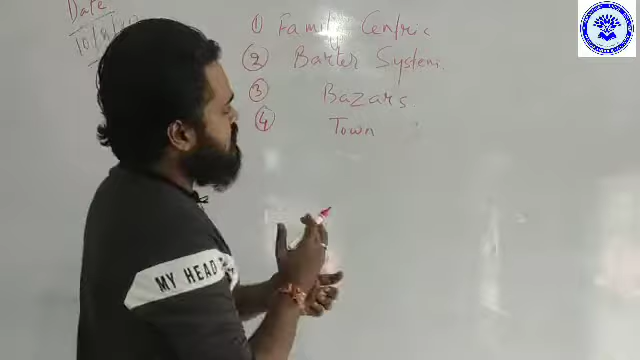 Date
① Family Centric
② Barter System.
③ Bazars
④ Town
MY HEAD